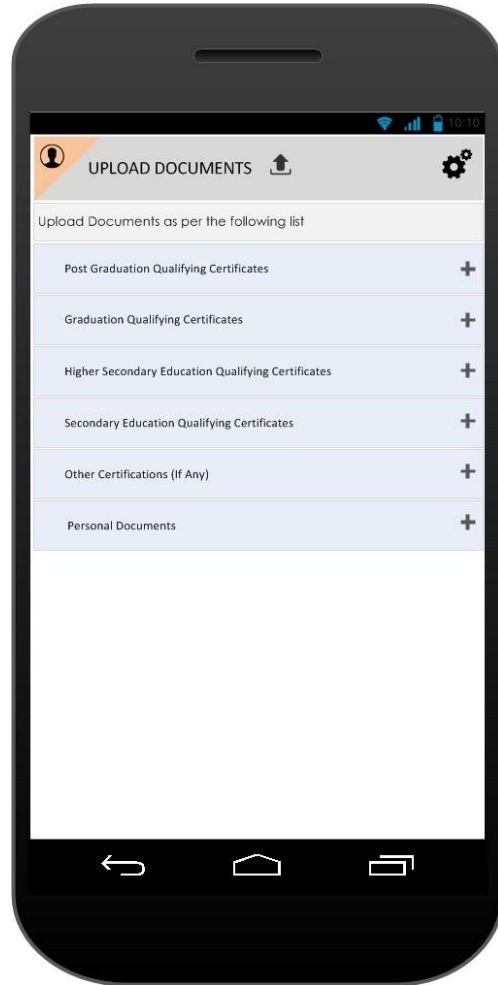 10:10
UPLOAD DOCUMENTS
Upload Documents as per the following list
Post Graduation Qualifying Certificates
Graduation Qualifying Certificates
Higher Secondary Education Qualifying Certificates
Secondary Education Qualifying Certificates
Other Certifications (If Any)
Personal Documents